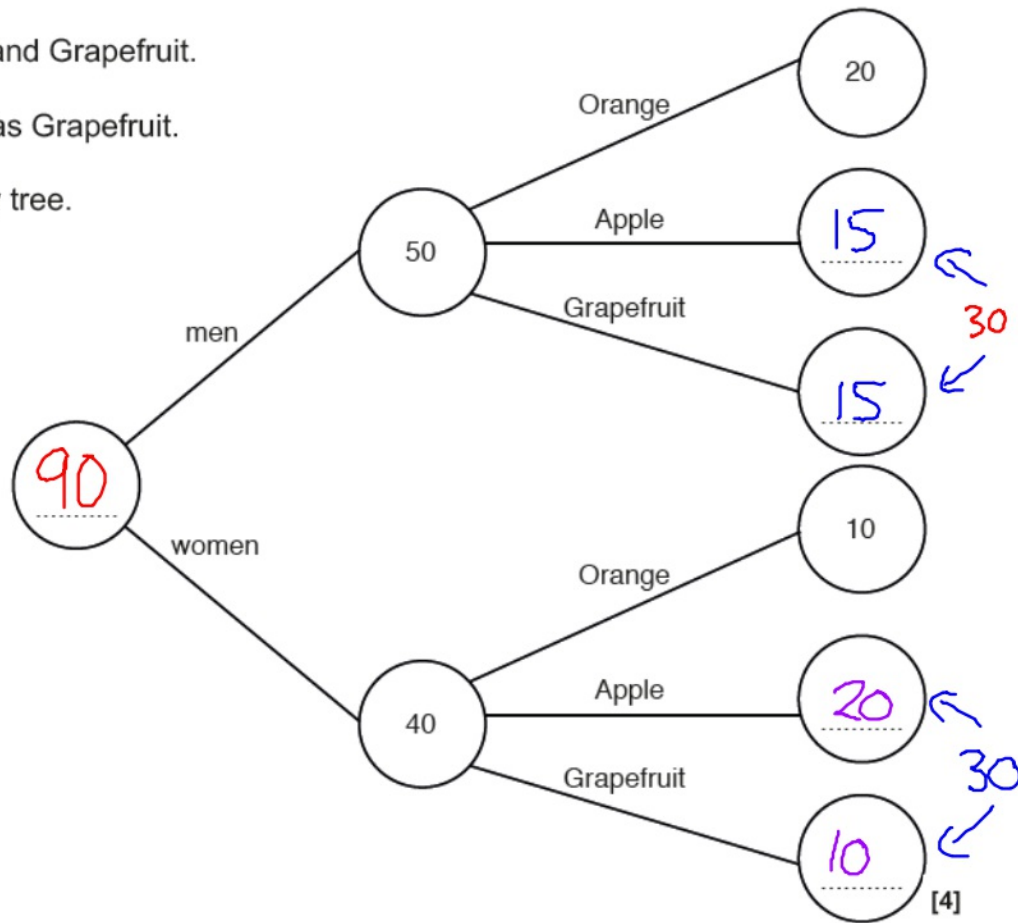 and Grapefruit.
as Grapefruit.
tree.
Orange
20
Apple
15
50
30
Grapefruit
men
15
90
women
Orange
10
Apple
20
40
30
Grapefruit
10
[4]